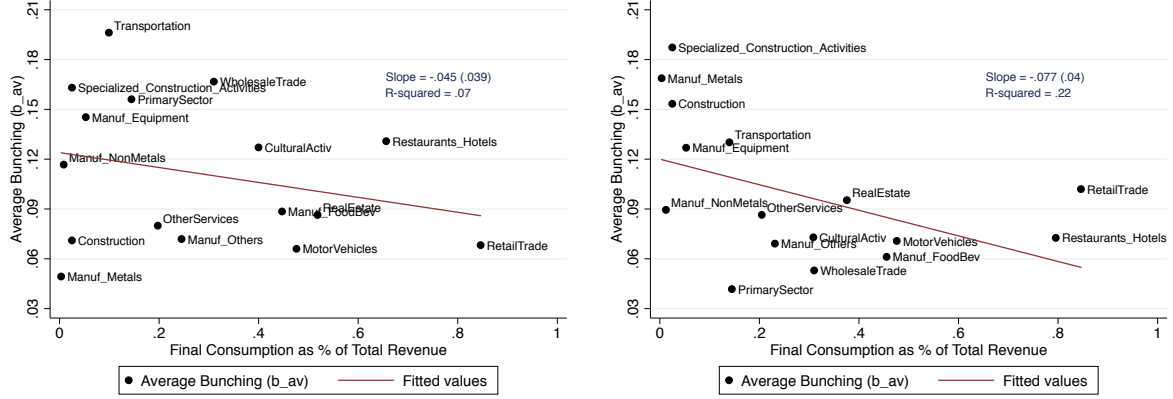 .21
.18
.15
.12
.09
.06
.03
Average Bunching (b_av)
Transportation
WholesaleTrade
Specialized_Construction_Activities
PrimarySector
Manuf_Equipment
CulturalActiv
Restaurants_Hotels
Manuf_NonMetals
RealEstate
Manuf_FoodBev
OtherServices
Construction
Manuf_Others
MotorVehicles
RetailTrade
Manuf_Metals
Slope = -.045 (.039)
R-squared = .07
0 .2 .4 .6 .8 1
Final Consumption as % of Total Revenue
Average Bunching (b_av) Fitted values
.21
.18
.15
.12
.09
.06
.03
Average Bunching (b_av)
Specialized_Construction_Activities
Manuf_Metals
Construction
Transportation
Manuf_Equipment
RealEstate
RetailTrade
Manuf_NonMetals
OtherServices
CulturalActiv
Manuf_Others
MotorVehicles
Restaurants_Hotels
Manuf_FoodBev
WholesaleTrade
PrimarySector
Slope = -.077 (.04)
R-squared = .22
0 .2 .4 .6 .8 1
Final Consumption as % of Total Revenue
Average Bunching (b_av) Fitted values